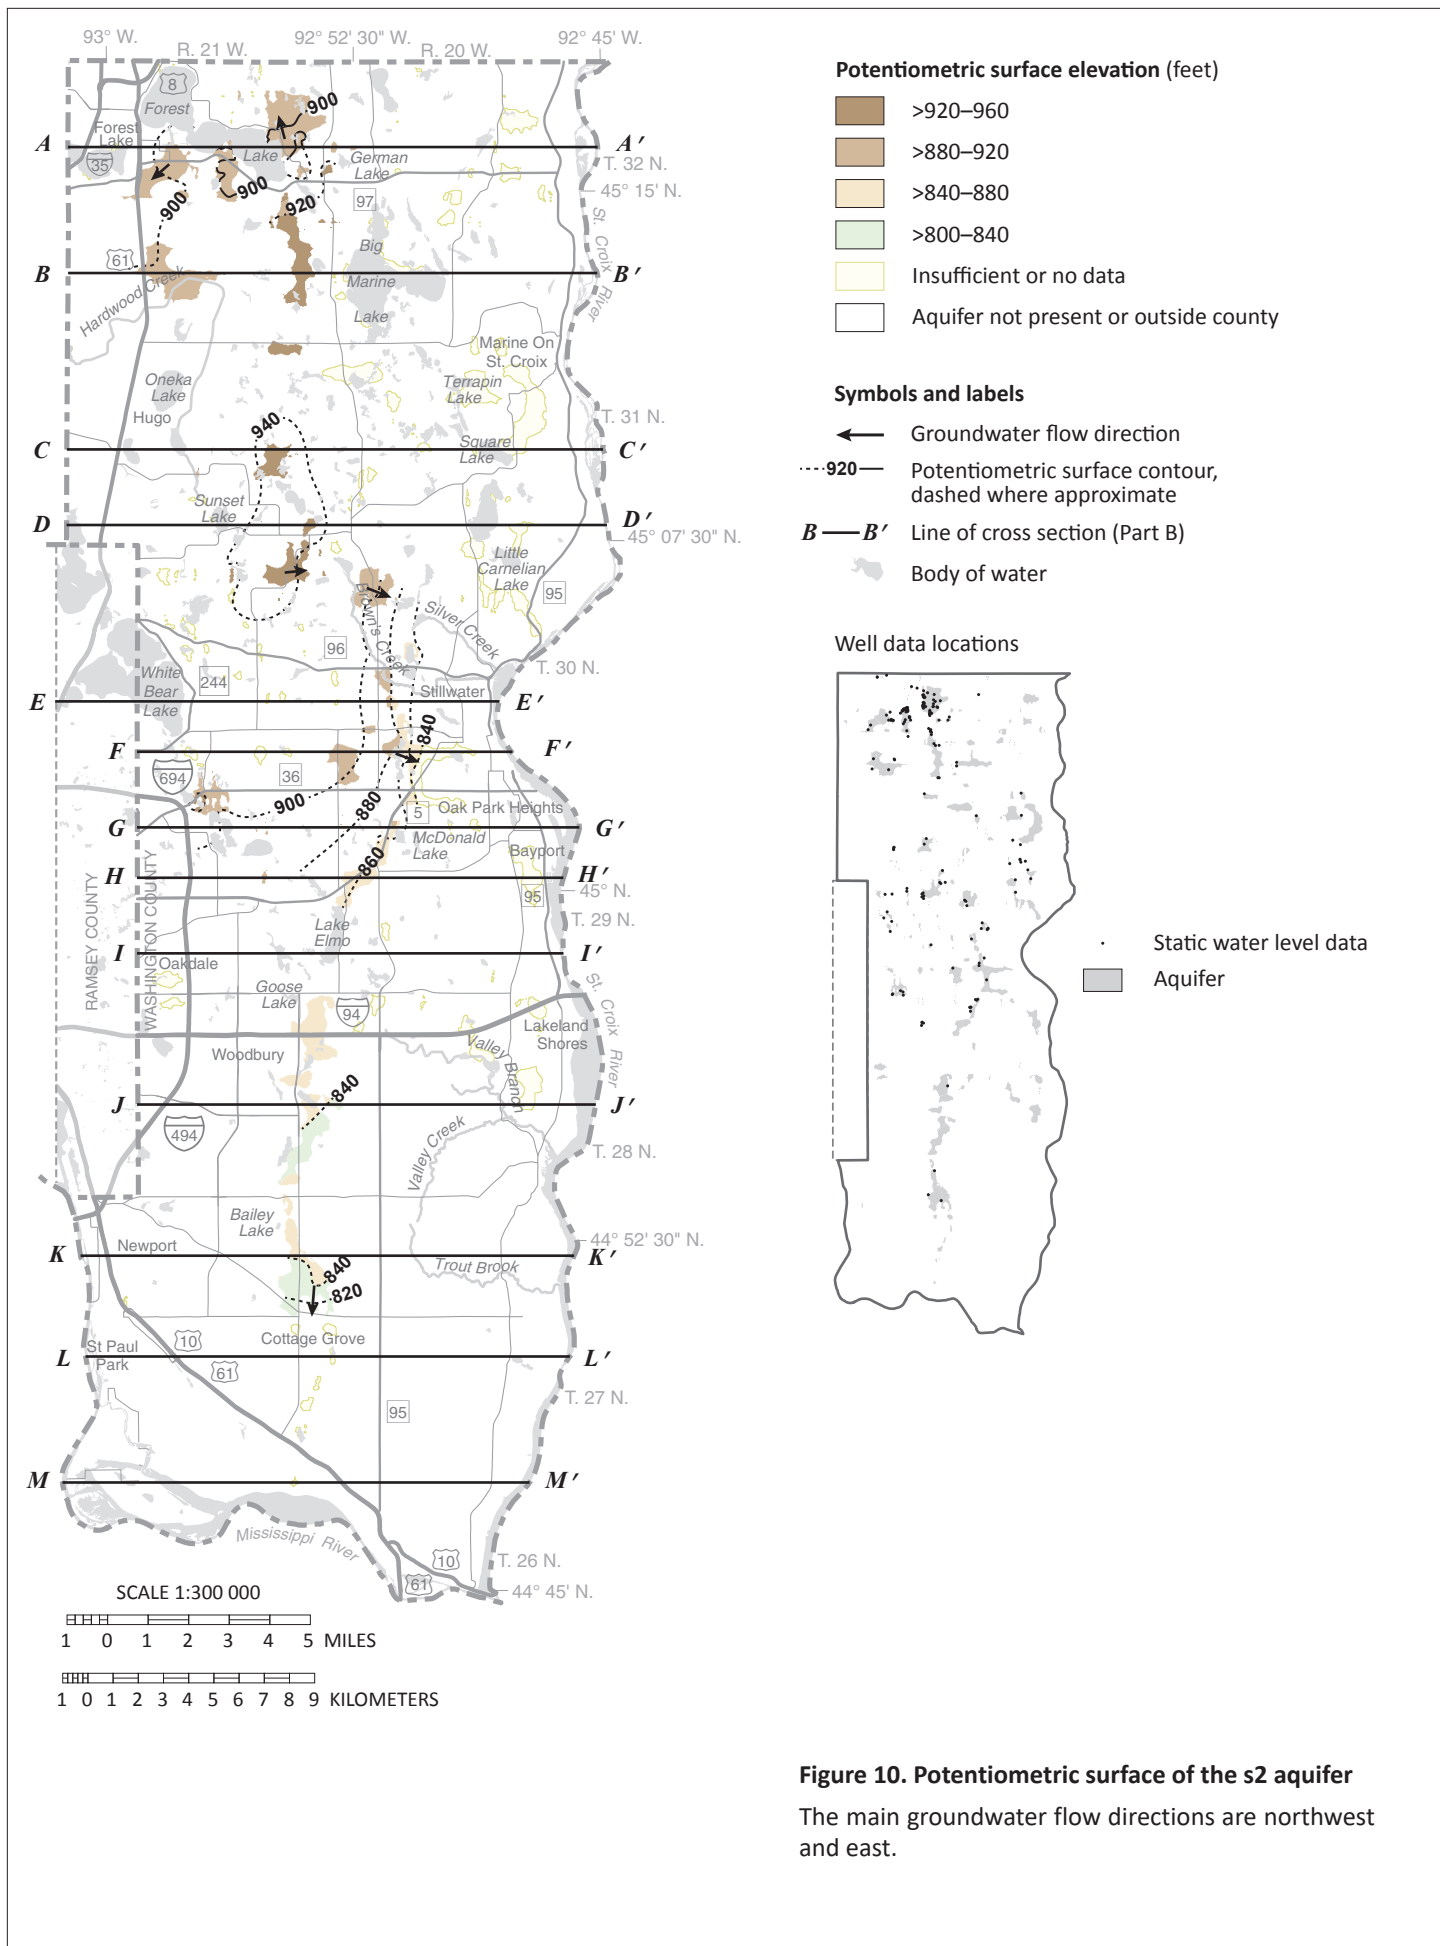 93° W.
92° 52' 30" W.
92° 45' W.
R. 21 W.
R. 20 W.
8
Forest
Forest
Lake
Lake
900
A
A′
35
German
Lake
T. 32 N.
45° 15' N.
900
900
920
97
St. Croix River
Big
Marine
Lake
61
B
B′
Hardwood Creek
Marine On
St. Croix
Oneka
Lake
Terrapin
Lake
Hugo
940
T. 31 N.
C
C′
Square
Lake
Sunset
Lake
D
D′
45° 07' 30" N.
Little
Carnelian
Lake
95
Brown's Creek
Silver Creek
96
T. 30 N.
White
Bear
Lake
244
Stillwater
E
E′
840
F
F′
694
36
900
880
5
Oak Park Heights
G
G′
McDonald
Lake
Bayport
860
H
H′
45° N.
95
RAMSEY COUNTY
WASHINGTON COUNTY
T. 29 N.
Lake
Elmo
I
I′
Oakdale
Goose
Lake
94
St. Croix River
Lakeland
Shores
Woodbury
Valley Branch
840
J
J′
494
Valley Creek
T. 28 N.
Bailey
Lake
44° 52' 30" N.
K
K′
Newport
Trout Brook
840
820
Cottage Grove
10
St Paul
Park
L
L′
61
T. 27 N.
95
M
M′
Mississippi River
10
T. 26 N.
61
44° 45' N.
SCALE 1:300 000
1 0 1 2 3 4 5 MILES
1 0 1 2 3 4 5 6 7 8 9 KILOMETERS
Potentiometric surface elevation (feet)
>920–960
>880–920
>840–880
>800–840
Insufficient or no data
Aquifer not present or outside county
Symbols and labels
Groundwater flow direction
920
Potentiometric surface contour,
dashed where approximate
B B′ Line of cross section (Part B)
Body of water
Well data locations
Static water level data
Aquifer
Figure 10. Potentiometric surface of the s2 aquifer
The main groundwater flow directions are northwest
and east.